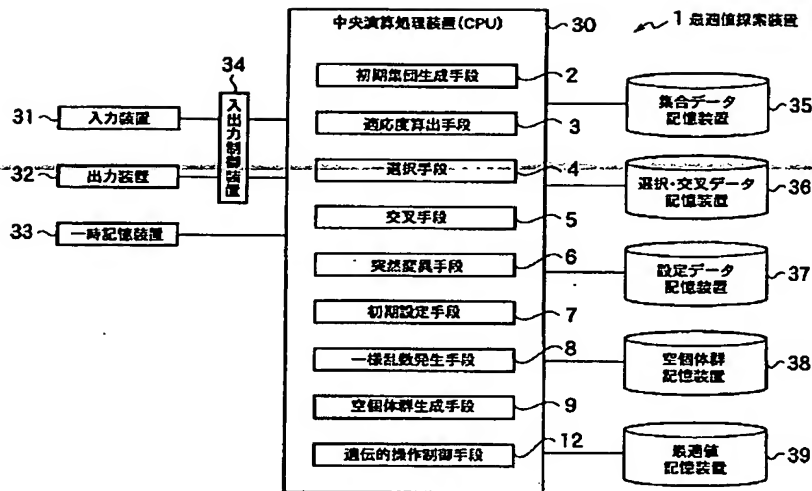 中央演算処理装置(CPU)
30
1 最適値探索装置
初期集団生成手段
2
適応度算出手段
3
選択手段
4
交叉手段
5
突然変異手段
6
初期設定手段
7
一様乱数発生手段
8
空個体群生成手段
9
遺伝的操作制御手段
12
31
入力装置
32
出力装置
33
一時記憶装置
34
入出力制御装置
集合データ
記憶装置
35
選択・交叉データ
記憶装置
36
設定データ
記憶装置
37
空個体群
記憶装置
38
最適値
記憶装置
39